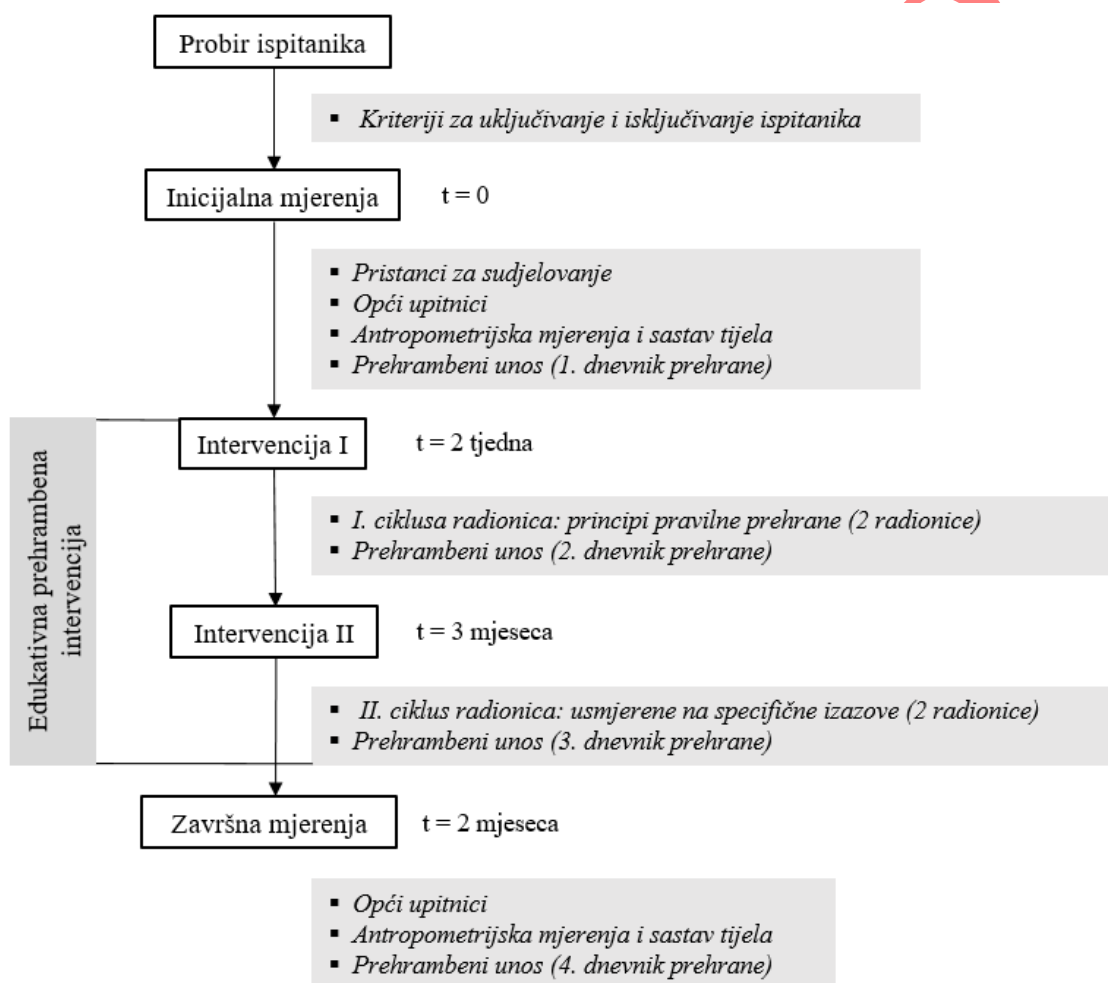 Probir ispitanika
▪ Kriteriji za uključivanje i isključivanje ispitanika
Inicijalna mjerenja
t = 0
▪ Pristanci za sudjelovanje
▪ Opći upitnici
▪ Antropometrijska mjerenja i sastav tijela
▪ Prehrambeni unos (1. dnevnik prehrane)
Edukativna prehrambena
intervencija
Intervencija I
t = 2 tjedna
▪ I. ciklusa radionica: principi pravilne prehrane (2 radionice)
▪ Prehrambeni unos (2. dnevnik prehrane)
Intervencija II
t = 3 mjeseca
▪ II. ciklus radionica: usmjerene na specifične izazove (2 radionice)
▪ Prehrambeni unos (3. dnevnik prehrane)
Završna mjerenja
t = 2 mjeseca
▪ Opći upitnici
▪ Antropometrijska mjerenja i sastav tijela
▪ Prehrambeni unos (4. dnevnik prehrane)